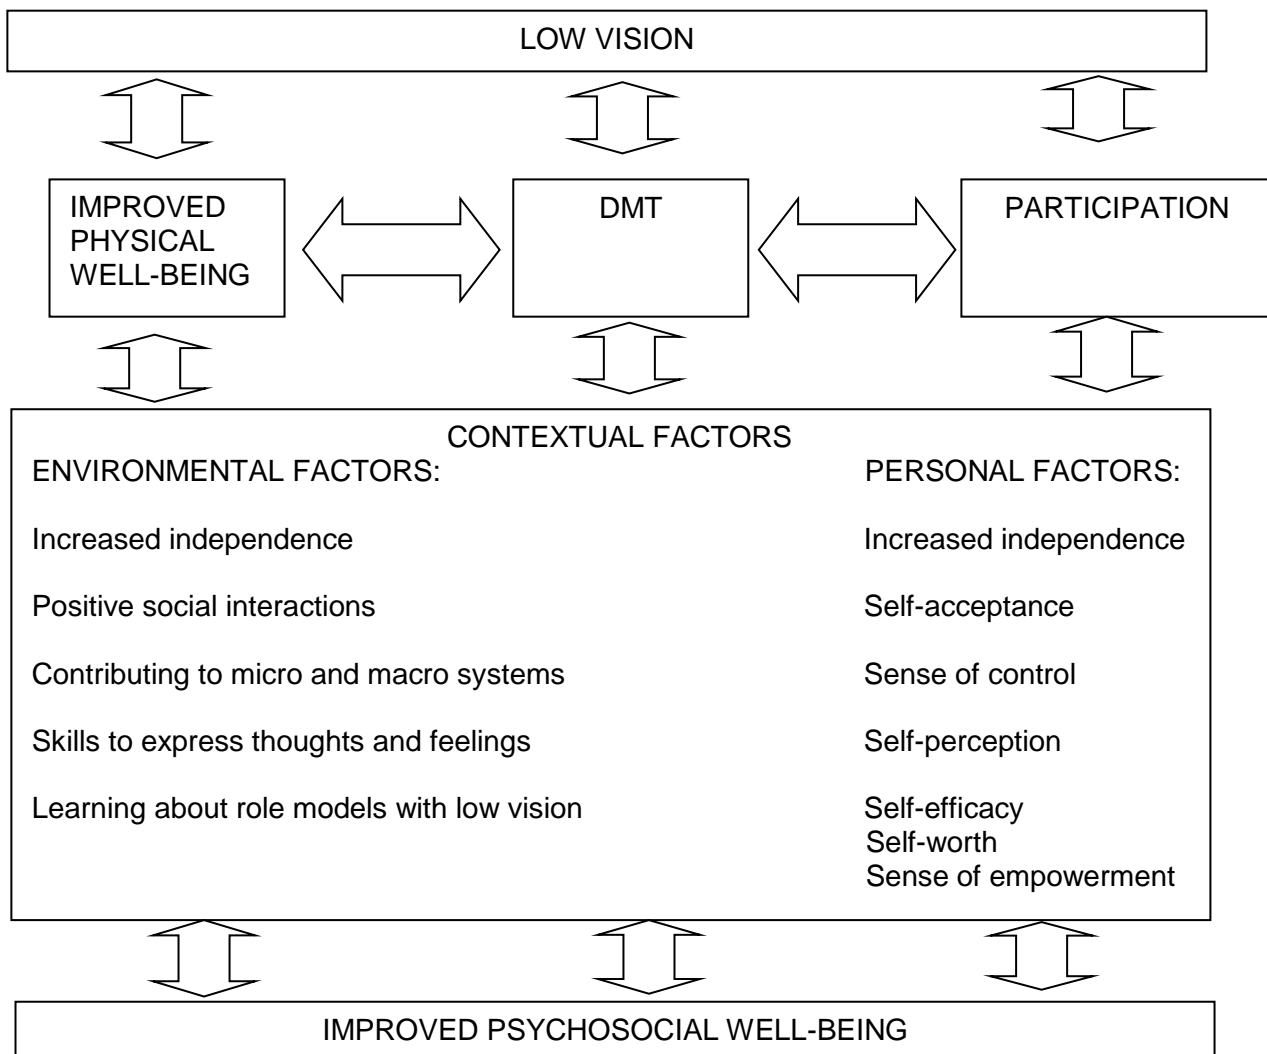 LOW VISION
IMPROVED
PHYSICAL
WELL-BEING
DMT
PARTICIPATION
CONTEXTUAL FACTORS
ENVIRONMENTAL FACTORS:
PERSONAL FACTORS:
Increased independence
Increased independence
Positive social interactions
Self-acceptance
Contributing to micro and macro systems
Sense of control
Skills to express thoughts and feelings
Self-perception
Learning about role models with low vision
Self-efficacy
Self-worth
Sense of empowerment
IMPROVED PSYCHOSOCIAL WELL-BEING